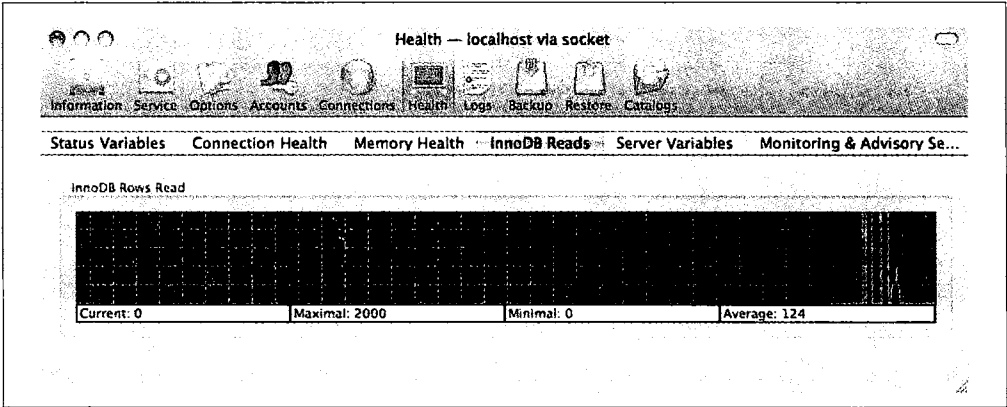 Health — localhost via socket
Information Service Options Accounts Connections Health Logs Backup Restore Catalogs
Status Variables Connection Health Memory Health InnoDB Reads Server Variables Monitoring & Advisory Se...
InnoDB Rows Read
Current: 0 Maximal: 2000 Minimal: 0 Average: 124